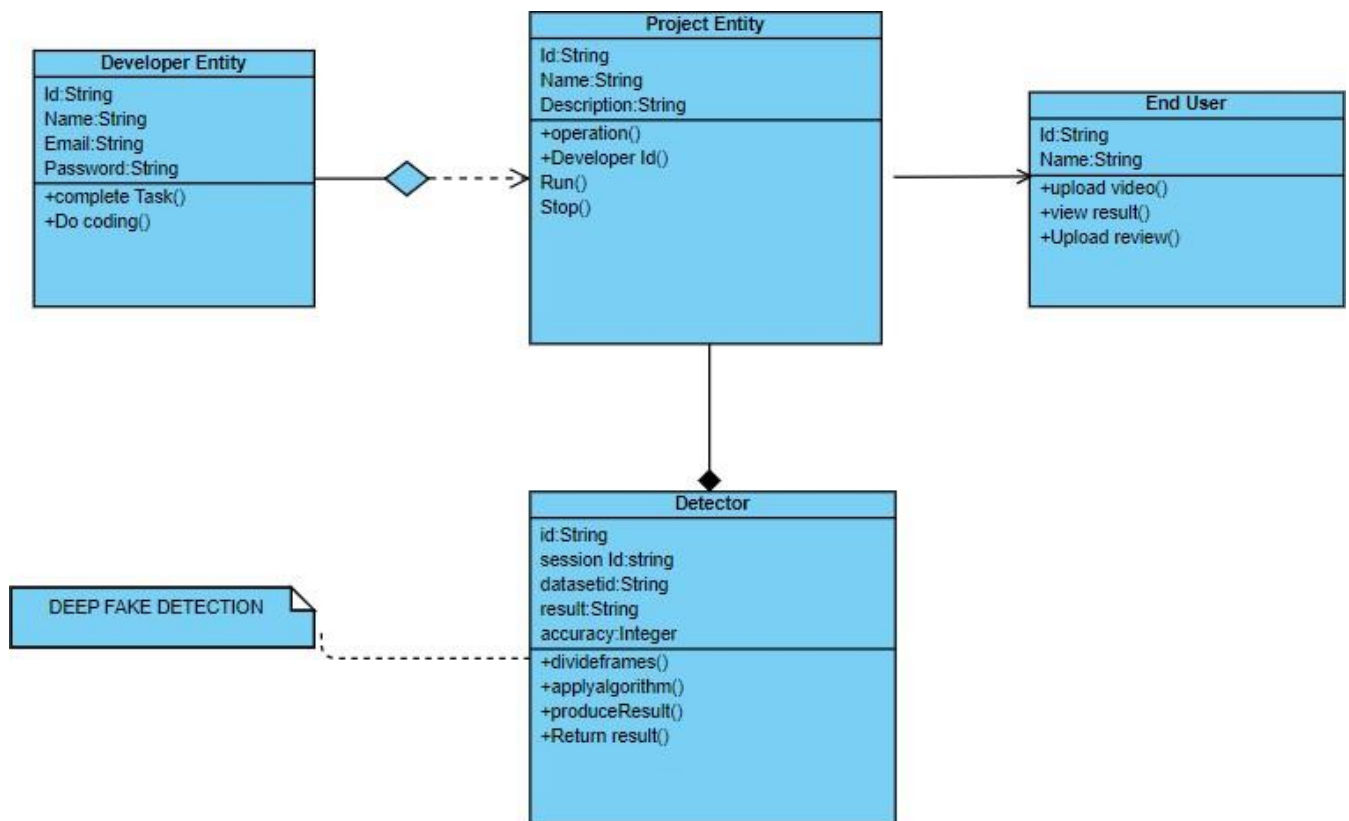 Developer Entity
Id:String
Name:String
Email:String
Password:String
+complete Task()
+Do coding()
Project Entity
Id:String
Name:String
Description:String
+operation()
+Developer Id()
Run()
Stop()
End User
Id:String
Name:String
+upload video()
+view result()
+Upload review()
Detector
id:String
session Id:string
datasetid:String
result:String
accuracy:Integer
+divideframes()
+applyalgorithm()
+produceResult()
+Return result()
DEEP FAKE DETECTION